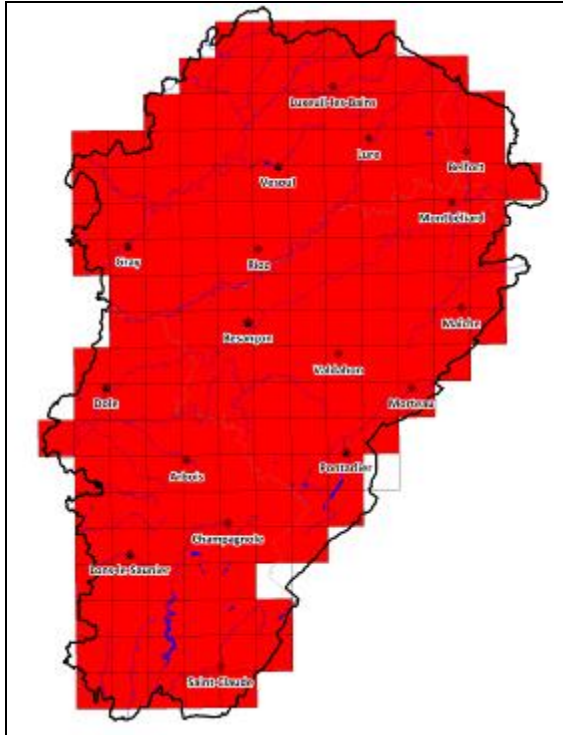 Luxeuil-les-Bains
Lure
Belfort
Vesoul
Montbéliard
Gray
Rioz
Besançon
Maîche
Valdahon
Dole
Morteau
Arbois
Pontarlier
Champagnole
Lons-le-Saunier
Saint-Claude